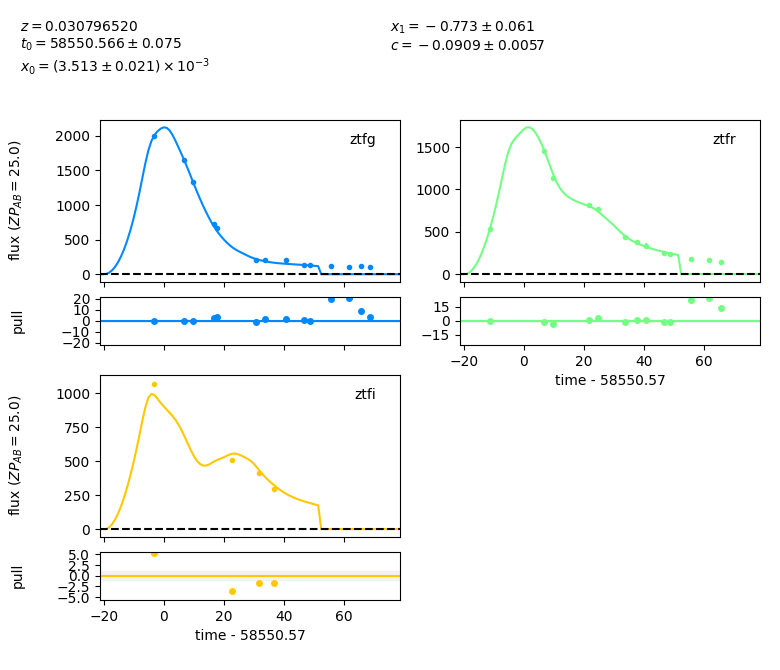 z = 0.030796520
t₀ = 58550.566 ± 0.075
x₀ = (3.513 ± 0.021) × 10⁻³
x₁ = −0.773 ± 0.061
c = −0.0909 ± 0.0057
ztfg
flux (ZP_AB = 25.0)
2000
1500
1000
500
0
ztfr
1500
1000
500
0
pull
20
10
0
−10
−20
15
0
−15
−20 0 20 40 60
time - 58550.57
ztfi
flux (ZP_AB = 25.0)
1000
750
500
250
0
pull
5.0
2.5
0.0
−2.5
−5.0
−20 0 20 40 60
time - 58550.57